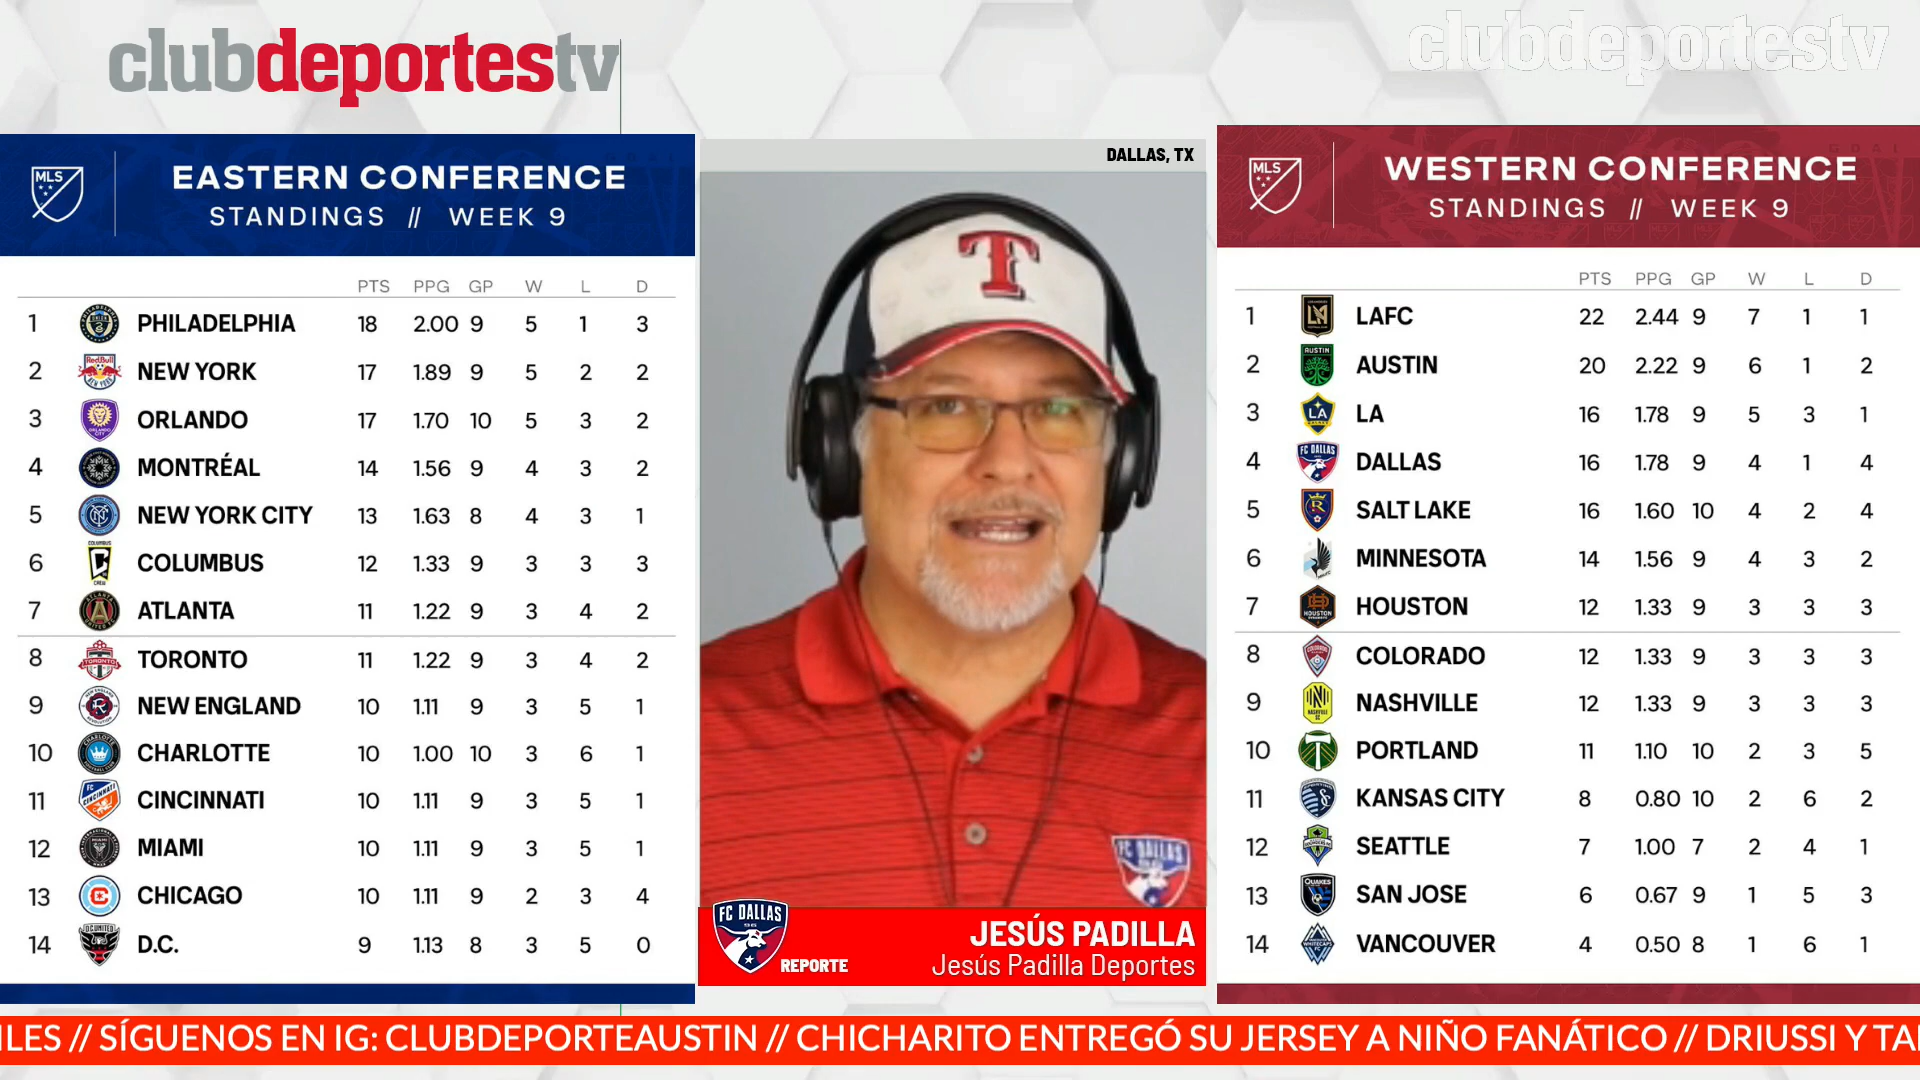 clubdeportestv
clubdeportestv
MLS
EASTERN CONFERENCE
STANDINGS // WEEK 9
PTS PPG GP W L D
1 PHILADELPHIA 18 2.00 9 5 1 3
2 NEW YORK 17 1.89 9 5 2 2
3 ORLANDO 17 1.70 10 5 3 2
4 MONTRÉAL 14 1.56 9 4 3 2
5 NEW YORK CITY 13 1.63 8 4 3 1
6 COLUMBUS 12 1.33 9 3 3 3
7 ATLANTA 11 1.22 9 3 4 2
8 TORONTO 11 1.22 9 3 4 2
9 NEW ENGLAND 10 1.11 9 3 5 1
10 CHARLOTTE 10 1.00 10 3 6 1
11 CINCINNATI 10 1.11 9 3 5 1
12 MIAMI 10 1.11 9 3 5 1
13 CHICAGO 10 1.11 9 2 3 4
14 D.C. 9 1.13 8 3 5 0
DALLAS, TX
T
FC DALLAS
FC DALLAS
96
REPORTE
JESÚS PADILLA
Jesús Padilla Deportes
MLS
WESTERN CONFERENCE
STANDINGS // WEEK 9
PTS PPG GP W L D
1 LAFC 22 2.44 9 7 1 1
2 AUSTIN 20 2.22 9 6 1 2
3 LA 16 1.78 9 5 3 1
4 DALLAS 16 1.78 9 4 1 4
5 SALT LAKE 16 1.60 10 4 2 4
6 MINNESOTA 14 1.56 9 4 3 2
7 HOUSTON 12 1.33 9 3 3 3
8 COLORADO 12 1.33 9 3 3 3
9 NASHVILLE 12 1.33 9 3 3 3
10 PORTLAND 11 1.10 10 2 3 5
11 KANSAS CITY 8 0.80 10 2 6 2
12 SEATTLE 7 1.00 7 2 4 1
13 SAN JOSE 6 0.67 9 1 5 3
14 VANCOUVER 4 0.50 8 1 6 1
ILES // SÍGUENOS EN IG: CLUBDEPORTEAUSTIN // CHICHARITO ENTREGÓ SU JERSEY A NIÑO FANÁTICO // DRIUSSI Y TA